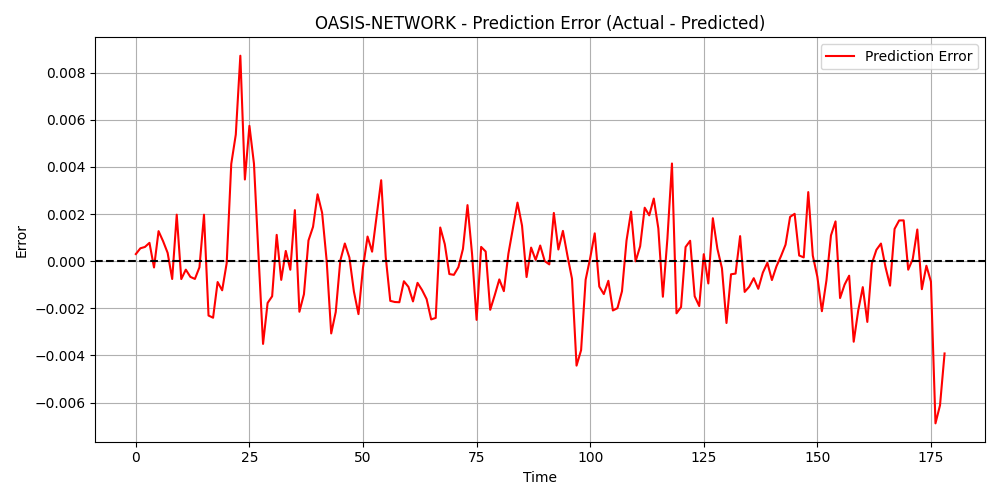 OASIS-NETWORK - Prediction Error (Actual - Predicted)
Prediction Error
Error
0.008
0.006
0.004
0.002
0.000
−0.002
−0.004
−0.006
0 25 50 75 100 125 150 175
Time